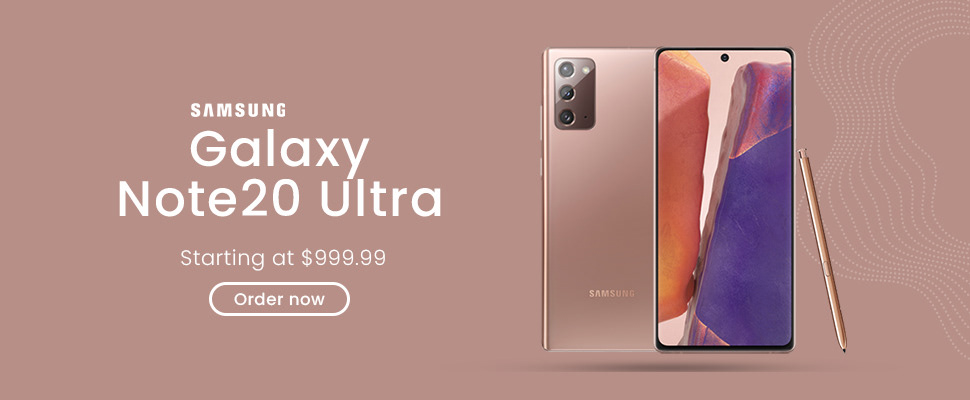 SAMSUNG
Galaxy
Note20 Ultra
Starting at $999.99
Order now
SAMSUNG